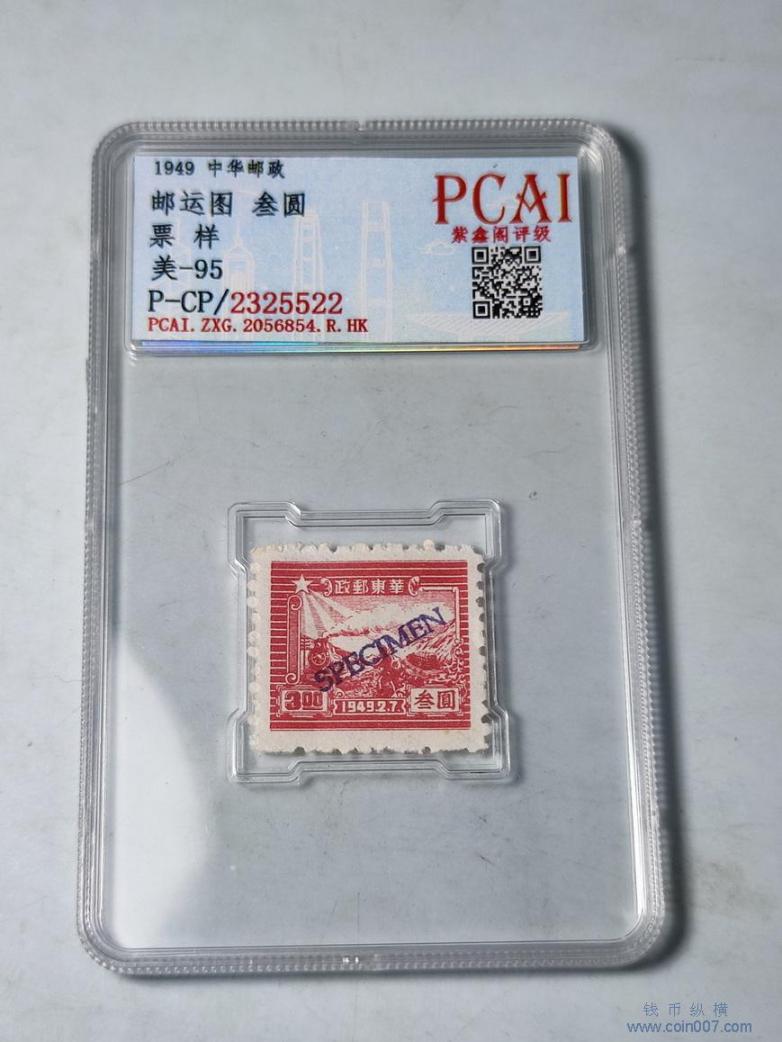 1949 中华邮政
邮运图 叁圆
票 样
美-95
P-CP/2325522
PCAI.ZXG.2056854.R.HK
PCAI
紫鑫阁评级
政郵東華
SPECIMEN
300
1949.2.7.
叁圓
钱币纵横
www.coin007.com